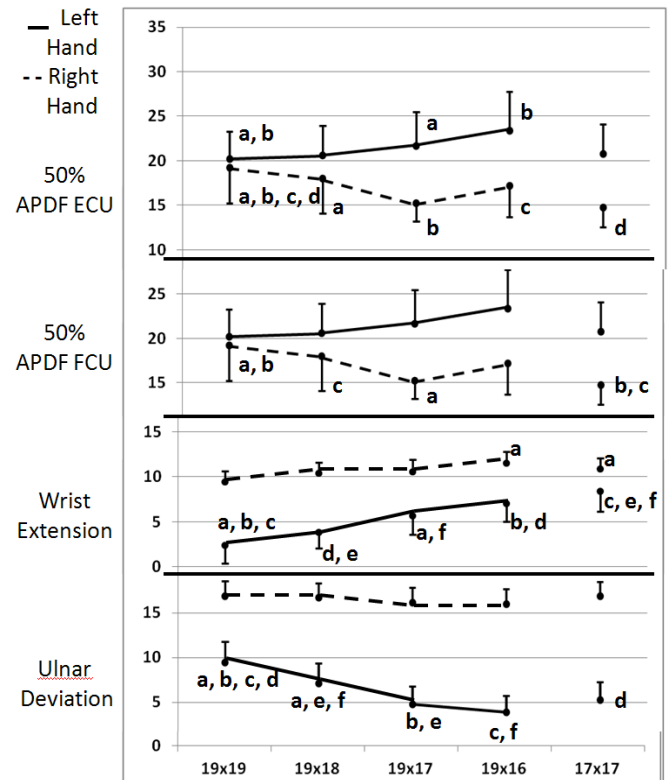 Left
Hand
-- Right
Hand
50%
APDF ECU
35
30
25
20
15
10
a, b
a
b
a, b, c, d
a
b
c
d
50%
APDF FCU
25
20
15
a, b
c
a
b, c
Wrist
Extension
15
10
5
0
a
a
a, b, c
d, e
a, f
b, d
c, e, f
Ulnar
Deviation
15
10
5
0
a, b, c, d
a, e, f
b, e
c, f
d
19x19 19x18 19x17 19x16 17x17